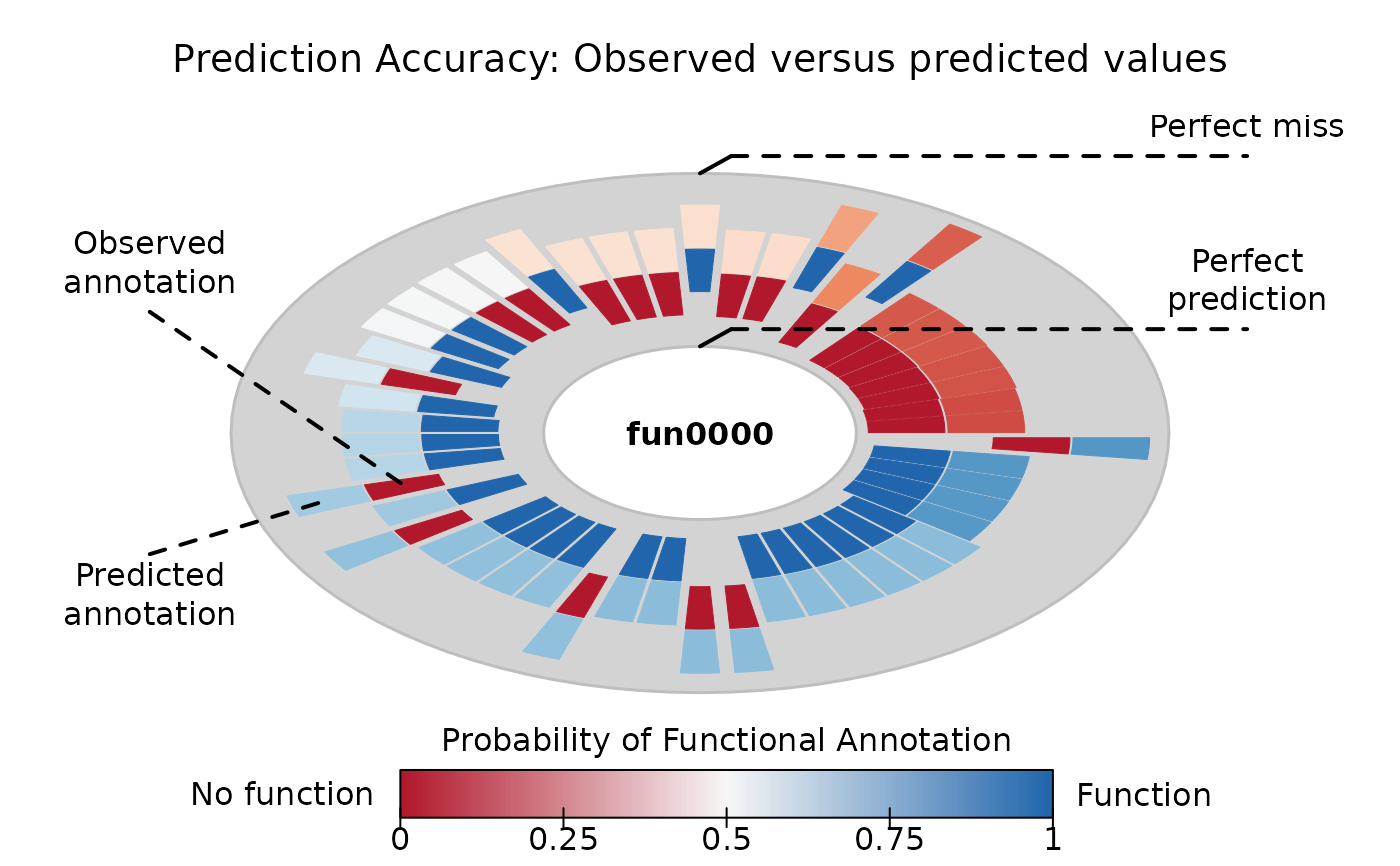 Prediction Accuracy: Observed versus predicted values
Perfect miss
Observed
annotation
Perfect
prediction
fun0000
Predicted
annotation
Probability of Functional Annotation
No function
Function
0 0.25 0.5 0.75 1